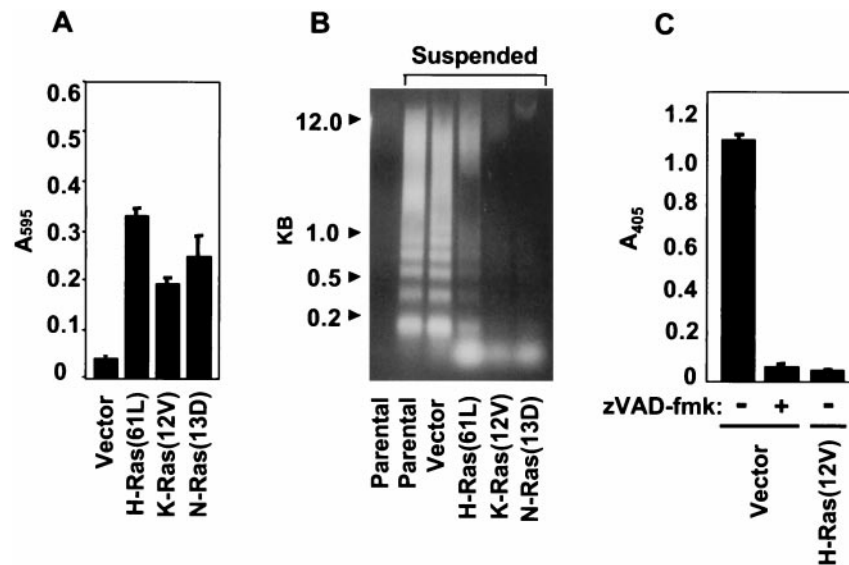 A
B
C
Suspended
A595
0.6
0.5
0.4
0.3
0.2
0.1
0
Vector
H-Ras(61L)
K-Ras(12V)
N-Ras(13D)
KB
12.0
1.0
0.5
0.2
Parental
Parental
Vector
H-Ras(61L)
K-Ras(12V)
N-Ras(13D)
A405
1.2
1.0
0.8
0.6
0.4
0.2
0
zVAD-fmk: - + -
Vector
H-Ras(12V)